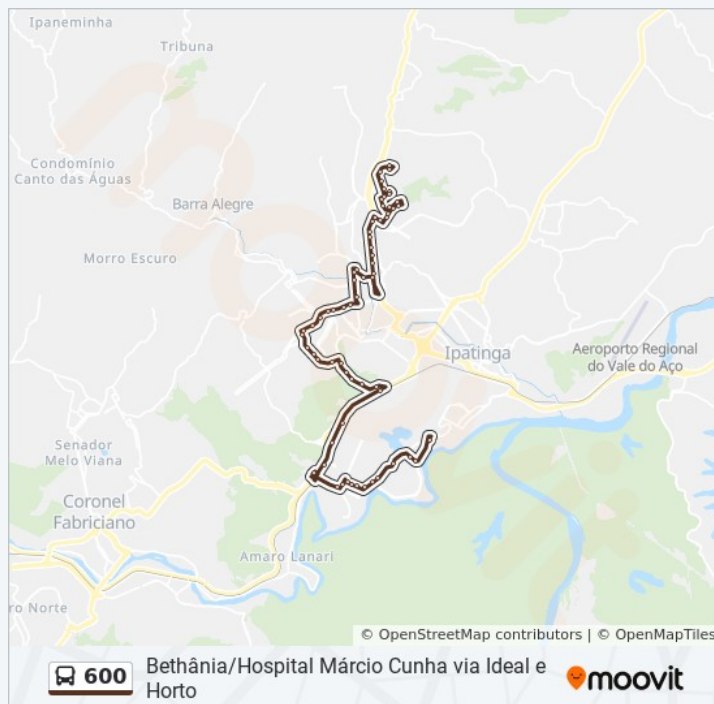 Ipaneminha
Tribuna
Condomínio
Canto das Águas
Barra Alegre
Morro Escuro
Ipatinga
Aeroporto Regional
do Vale do Aço
Senador
Melo Viana
Coronel
Fabriciano
Amaro Lanari
ro Norte
© OpenStreetMap contributors | © OpenMapTiles
600
Bethânia/Hospital Márcio Cunha via Ideal e
Horto
moovit